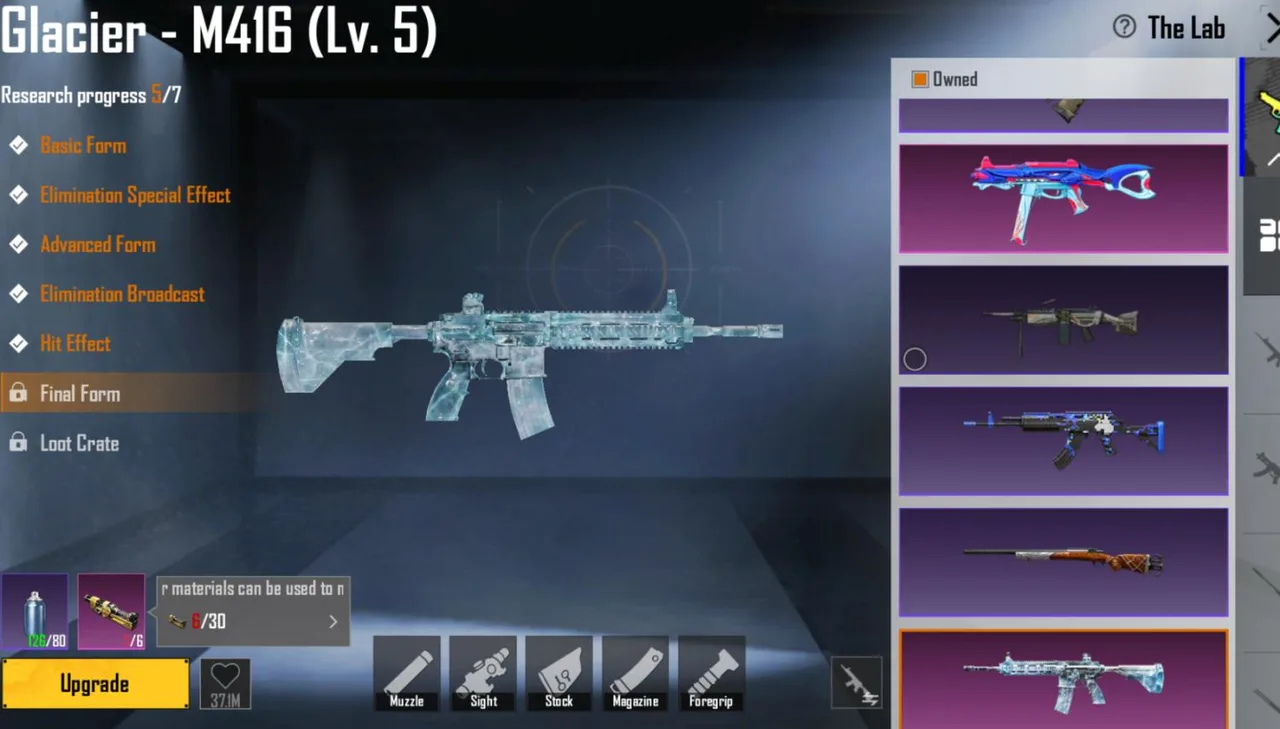 Glacier - M416 (Lv. 5)
The Lab
Research progress 5/7
Owned
Basic Form
Elimination Special Effect
Advanced Form
Elimination Broadcast
Hit Effect
Final Form
Loot Crate
r materials can be used to
126/80
/6
6/30
Upgrade
37.1M
Muzzle
Sight
Stock
Magazine
Foregrip